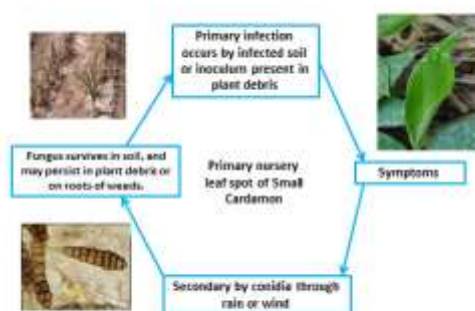 Primary infection
occurs by infected soil
or inoculum present in
plant debris
Fungus survives in soil, and
may persist in plant debris or
on roots of weeds.
Primary nursery
leaf spot of Small
Cardamon
Symptoms
Secondary by conidia through
rain or wind